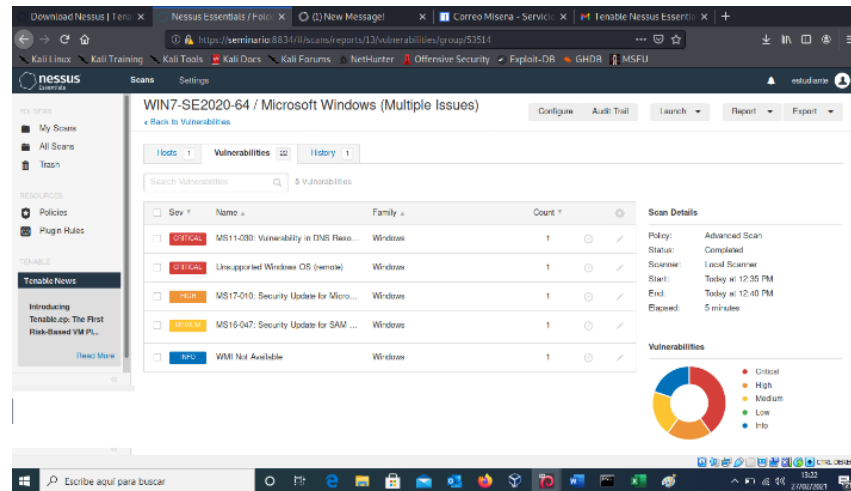 Download Nessus | Tena
Nessus Essentials / Folde
(1) New Message!
Correo Misena - Servicio
Tenable Nessus Essentia
https://seminario:8834/#/scans/reports/13/vulnerabilities/group/53514
Kali Linux
Kali Training
Kali Tools
Kali Docs
Kali Forums
NetHunter
Offensive Security
Exploit-DB
GHDB
MSFU
nessus
Essentials
Scans
Settings
estudiante
FOLDERS
My Scans
All Scans
Trash
RESOURCES
Policies
Plugin Rules
TENABLE
Tenable News
Introducing
Tenable.ep: The First
Risk-Based VM Pl...
Read More
WIN7-SE2020-64 / Microsoft Windows (Multiple Issues)
‹ Back to Vulnerabilities
Configure
Audit Trail
Launch
Report
Export
Hosts 1
Vulnerabilities 22
History 1
Search Vulnerabilities
5 Vulnerabilities
Sev Name Family Count
CRITICAL MS11-030: Vulnerability in DNS Reso... Windows 1
CRITICAL Unsupported Windows OS (remote) Windows 1
HIGH MS17-010: Security Update for Micro... Windows 1
MEDIUM MS16-047: Security Update for SAM ... Windows 1
INFO WMI Not Available Windows 1
Scan Details
Policy: Advanced Scan
Status: Completed
Scanner: Local Scanner
Start: Today at 12:35 PM
End: Today at 12:40 PM
Elapsed: 5 minutes
Vulnerabilities
Critical
High
Medium
Low
Info
Escribe aquí para buscar
13:22
27/02/2021